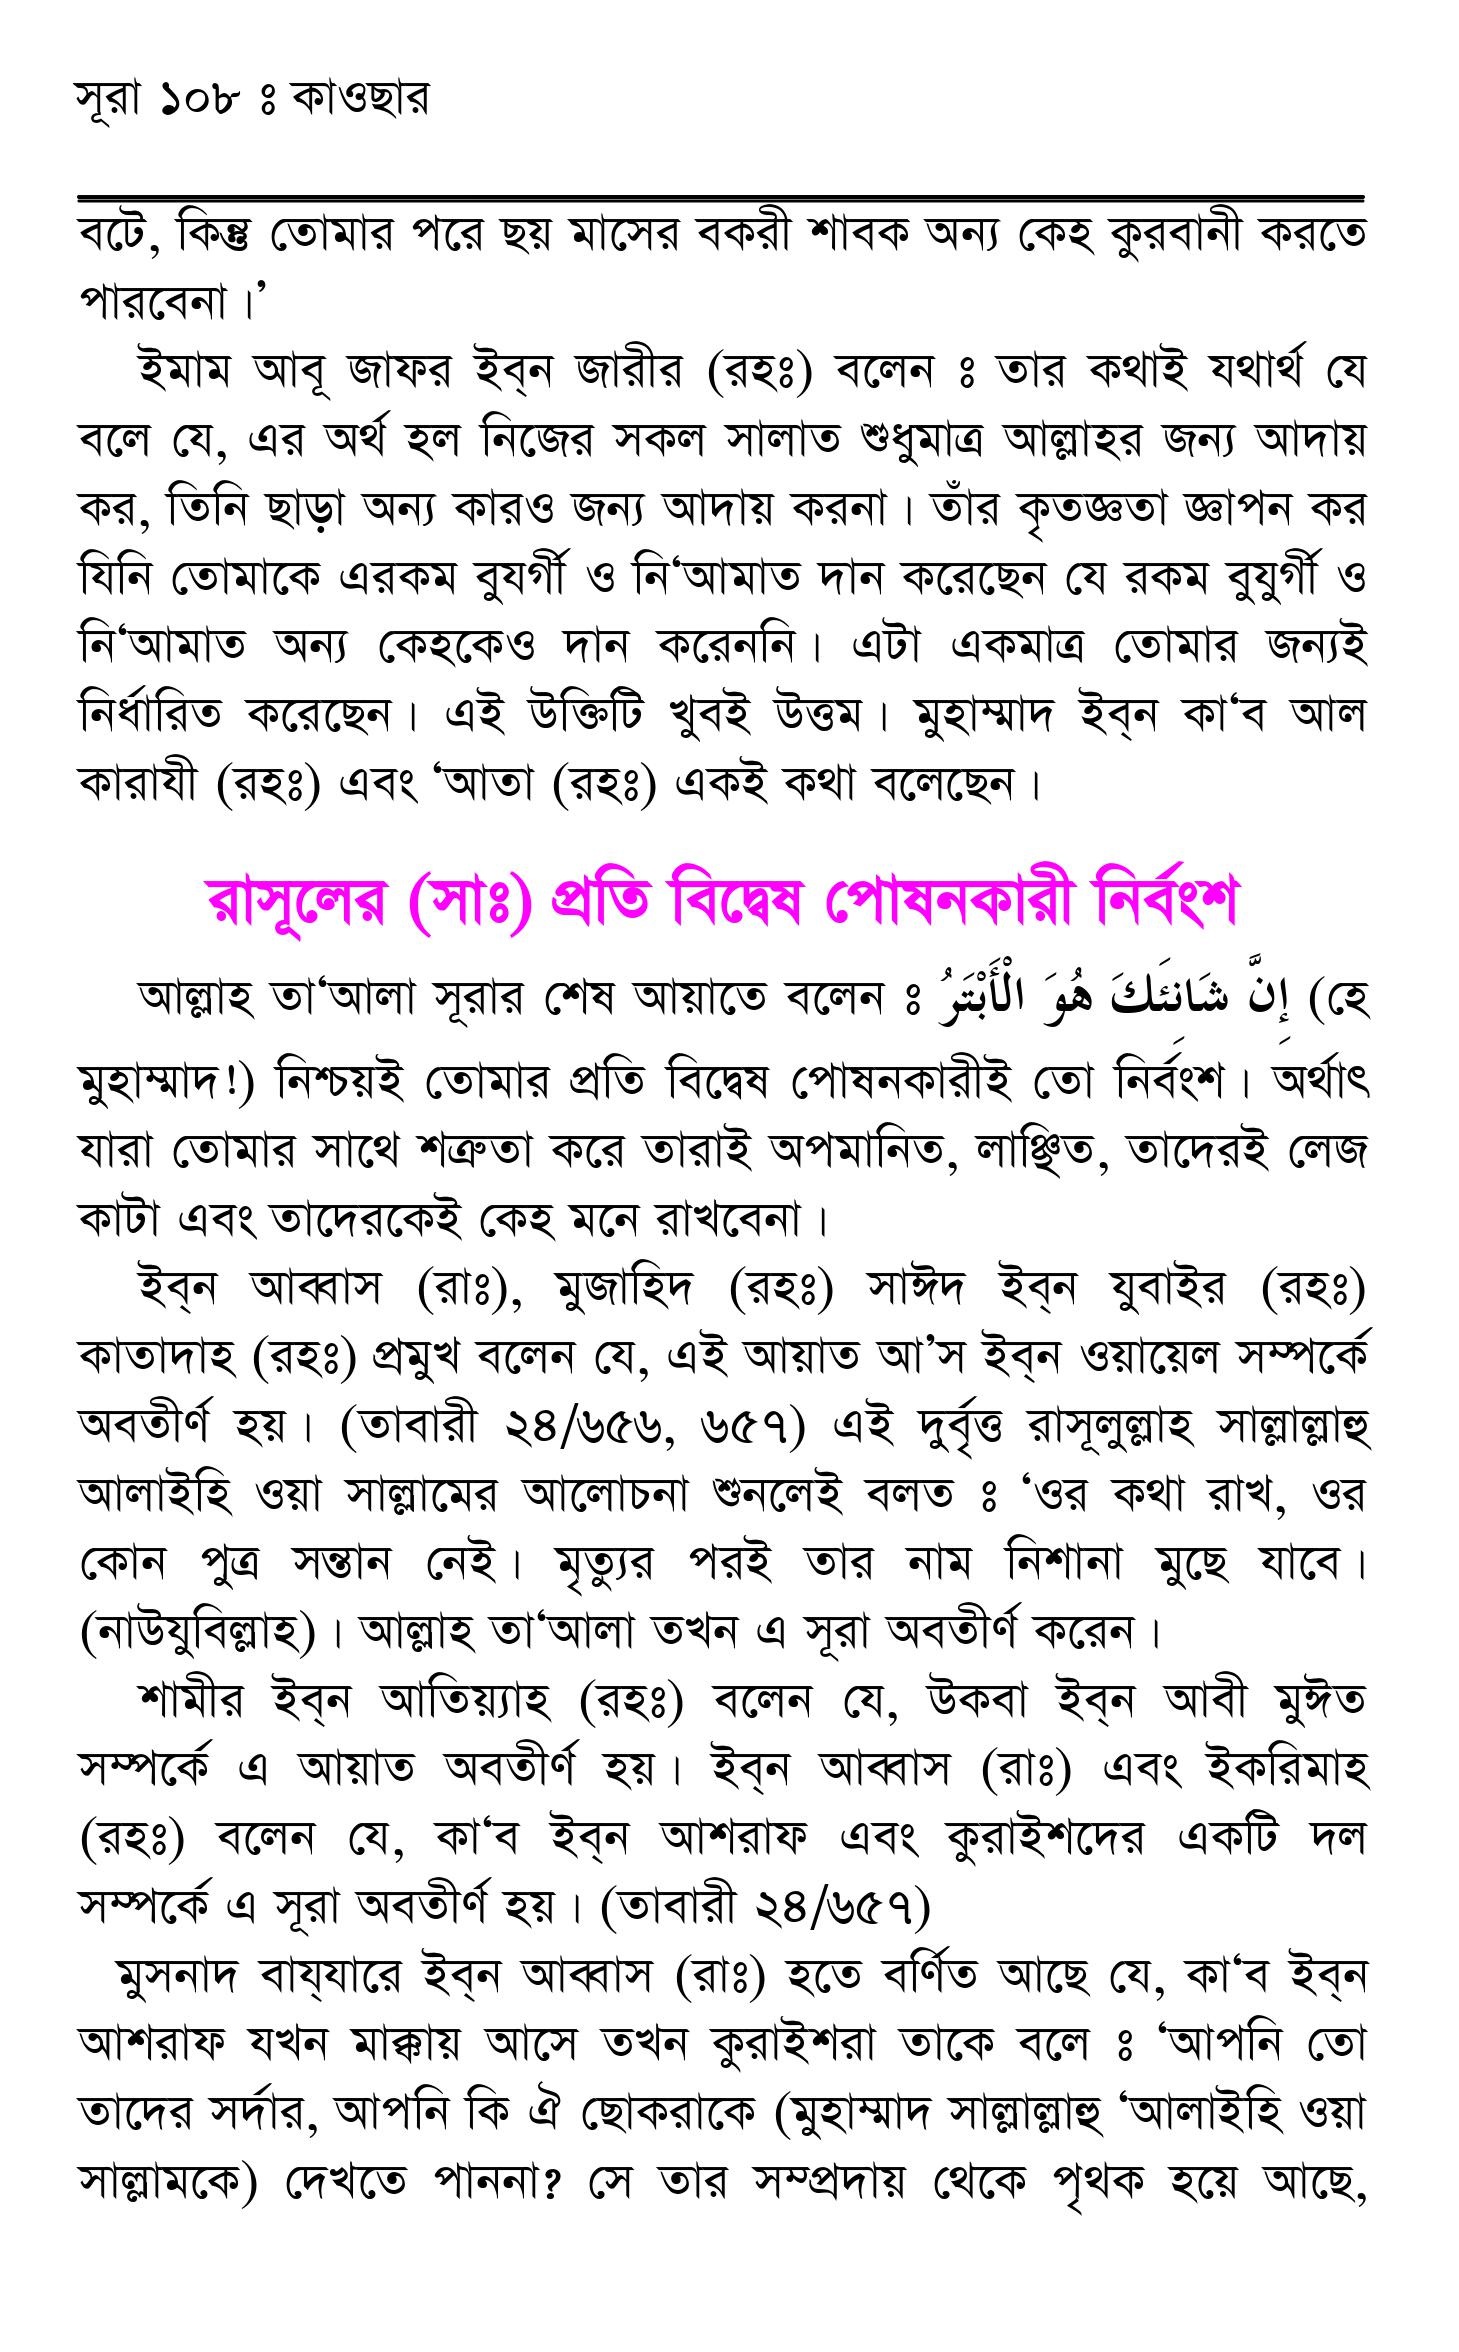 সূরা ১০৮ ঃ কাওছার
বটে, কিন্তু তোমার পরে ছয় মাসের বকরী শাবক অন্য কেহ কুরবানী করতে
পারবেনা।’
ইমাম আবূ জাফর ইব্‌ন জারীর (রহঃ) বলেন ঃ তার কথাই যথার্থ যে
বলে যে, এর অর্থ হল নিজের সকল সালাত শুধুমাত্র আল্লাহর জন্য আদায়
কর, তিনি ছাড়া অন্য কারও জন্য আদায় করনা। তাঁর কৃতজ্ঞতা জ্ঞাপন কর
যিনি তোমাকে এরকম বুযর্গী ও নি‘আমাত দান করেছেন যে রকম বুযুর্গী ও
নি‘আমাত অন্য কেহকেও দান করেননি। এটা একমাত্র তোমার জন্যই
নির্ধারিত করেছেন। এই উক্তিটি খুবই উত্তম। মুহাম্মাদ ইব্‌ন কা‘ব আল
কারাযী (রহঃ) এবং ‘আতা (রহঃ) একই কথা বলেছেন।
রাসূলের (সাঃ) প্রতি বিদ্বেষ পোষনকারী নির্বংশ
আল্লাহ তা‘আলা সূরার শেষ আয়াতে বলেন ঃ إِنَّ شَانِئَكَ هُوَ الْأَبْتَرُ (হে
মুহাম্মাদ!) নিশ্চয়ই তোমার প্রতি বিদ্বেষ পোষনকারীই তো নির্বংশ। অর্থাৎ
যারা তোমার সাথে শত্রুতা করে তারাই অপমানিত, লাঞ্ছিত, তাদেরই লেজ
কাটা এবং তাদেরকেই কেহ মনে রাখবেনা।
ইব্‌ন আব্বাস (রাঃ), মুজাহিদ (রহঃ) সাঈদ ইব্‌ন যুবাইর (রহঃ)
কাতাদাহ (রহঃ) প্রমুখ বলেন যে, এই আয়াত আ’স ইব্‌ন ওয়ায়েল সম্পর্কে
অবতীর্ণ হয়। (তাবারী ২৪/৬৫৬, ৬৫৭) এই দুর্বৃত্ত রাসূলুল্লাহ সাল্লাল্লাহু
আলাইহি ওয়া সাল্লামের আলোচনা শুনলেই বলত ঃ ‘ওর কথা রাখ, ওর
কোন পুত্র সন্তান নেই। মৃত্যুর পরই তার নাম নিশানা মুছে যাবে।
(নাউযুবিল্লাহ)। আল্লাহ তা‘আলা তখন এ সূরা অবতীর্ণ করেন।
শামীর ইব্‌ন আতিয়্যাহ (রহঃ) বলেন যে, উকবা ইব্‌ন আবী মুঈত
সম্পর্কে এ আয়াত অবতীর্ণ হয়। ইব্‌ন আব্বাস (রাঃ) এবং ইকরিমাহ
(রহঃ) বলেন যে, কা‘ব ইব্‌ন আশরাফ এবং কুরাইশদের একটি দল
সম্পর্কে এ সূরা অবতীর্ণ হয়। (তাবারী ২৪/৬৫৭)
মুসনাদ বায্‌যারে ইব্‌ন আব্বাস (রাঃ) হতে বর্ণিত আছে যে, কা‘ব ইব্‌ন
আশরাফ যখন মাক্কায় আসে তখন কুরাইশরা তাকে বলে ঃ ‘আপনি তো
তাদের সর্দার, আপনি কি ঐ ছোকরাকে (মুহাম্মাদ সাল্লাল্লাহু ‘আলাইহি ওয়া
সাল্লামকে) দেখতে পাননা? সে তার সম্প্রদায় থেকে পৃথক হয়ে আছে,